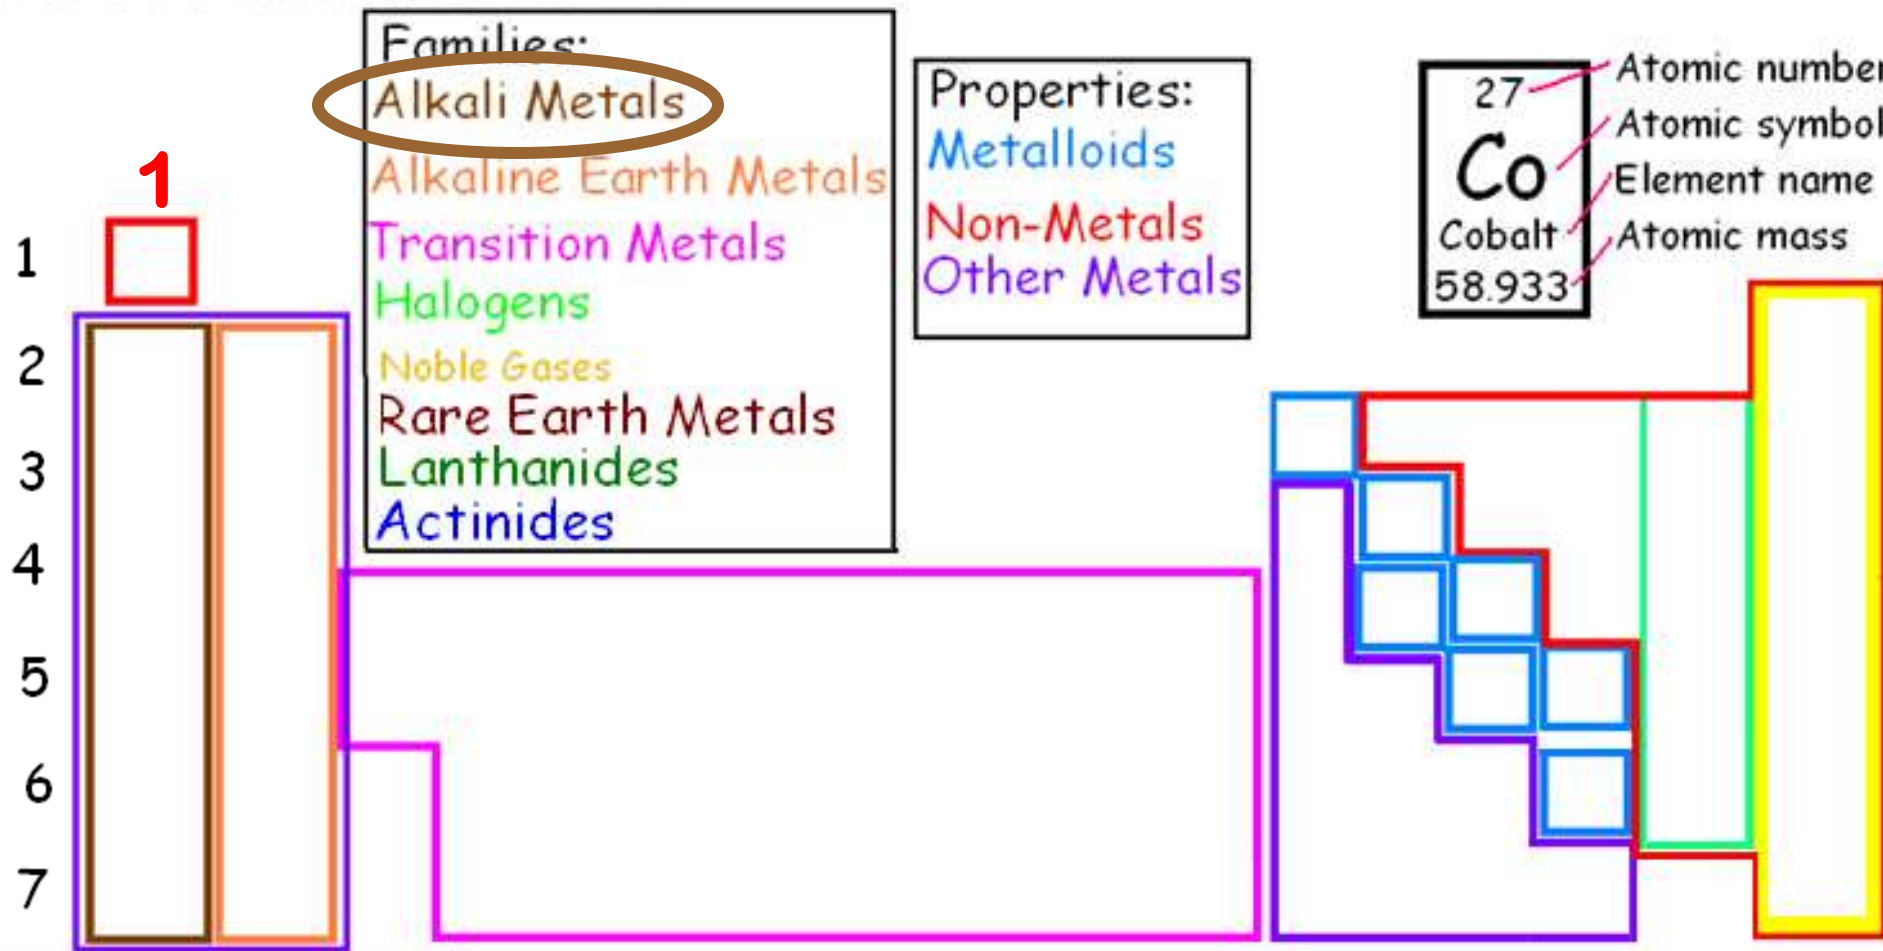 Families:
Alkali Metals
Alkaline Earth Metals
Transition Metals
Halogens
Noble Gases
Rare Earth Metals
Lanthanides
Actinides
Properties:
Metalloids
Non-Metals
Other Metals
27
Co
Cobalt
58.933
Atomic number
Atomic symbol
Element name
Atomic mass
1
1
2
3
4
5
6
7